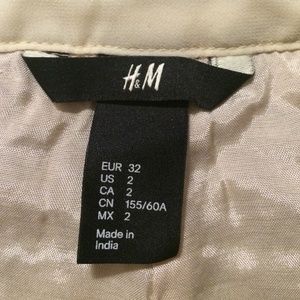 H&M
EUR 32
US 2
CA 2
CN 155/60A
MX 2
Made in
India